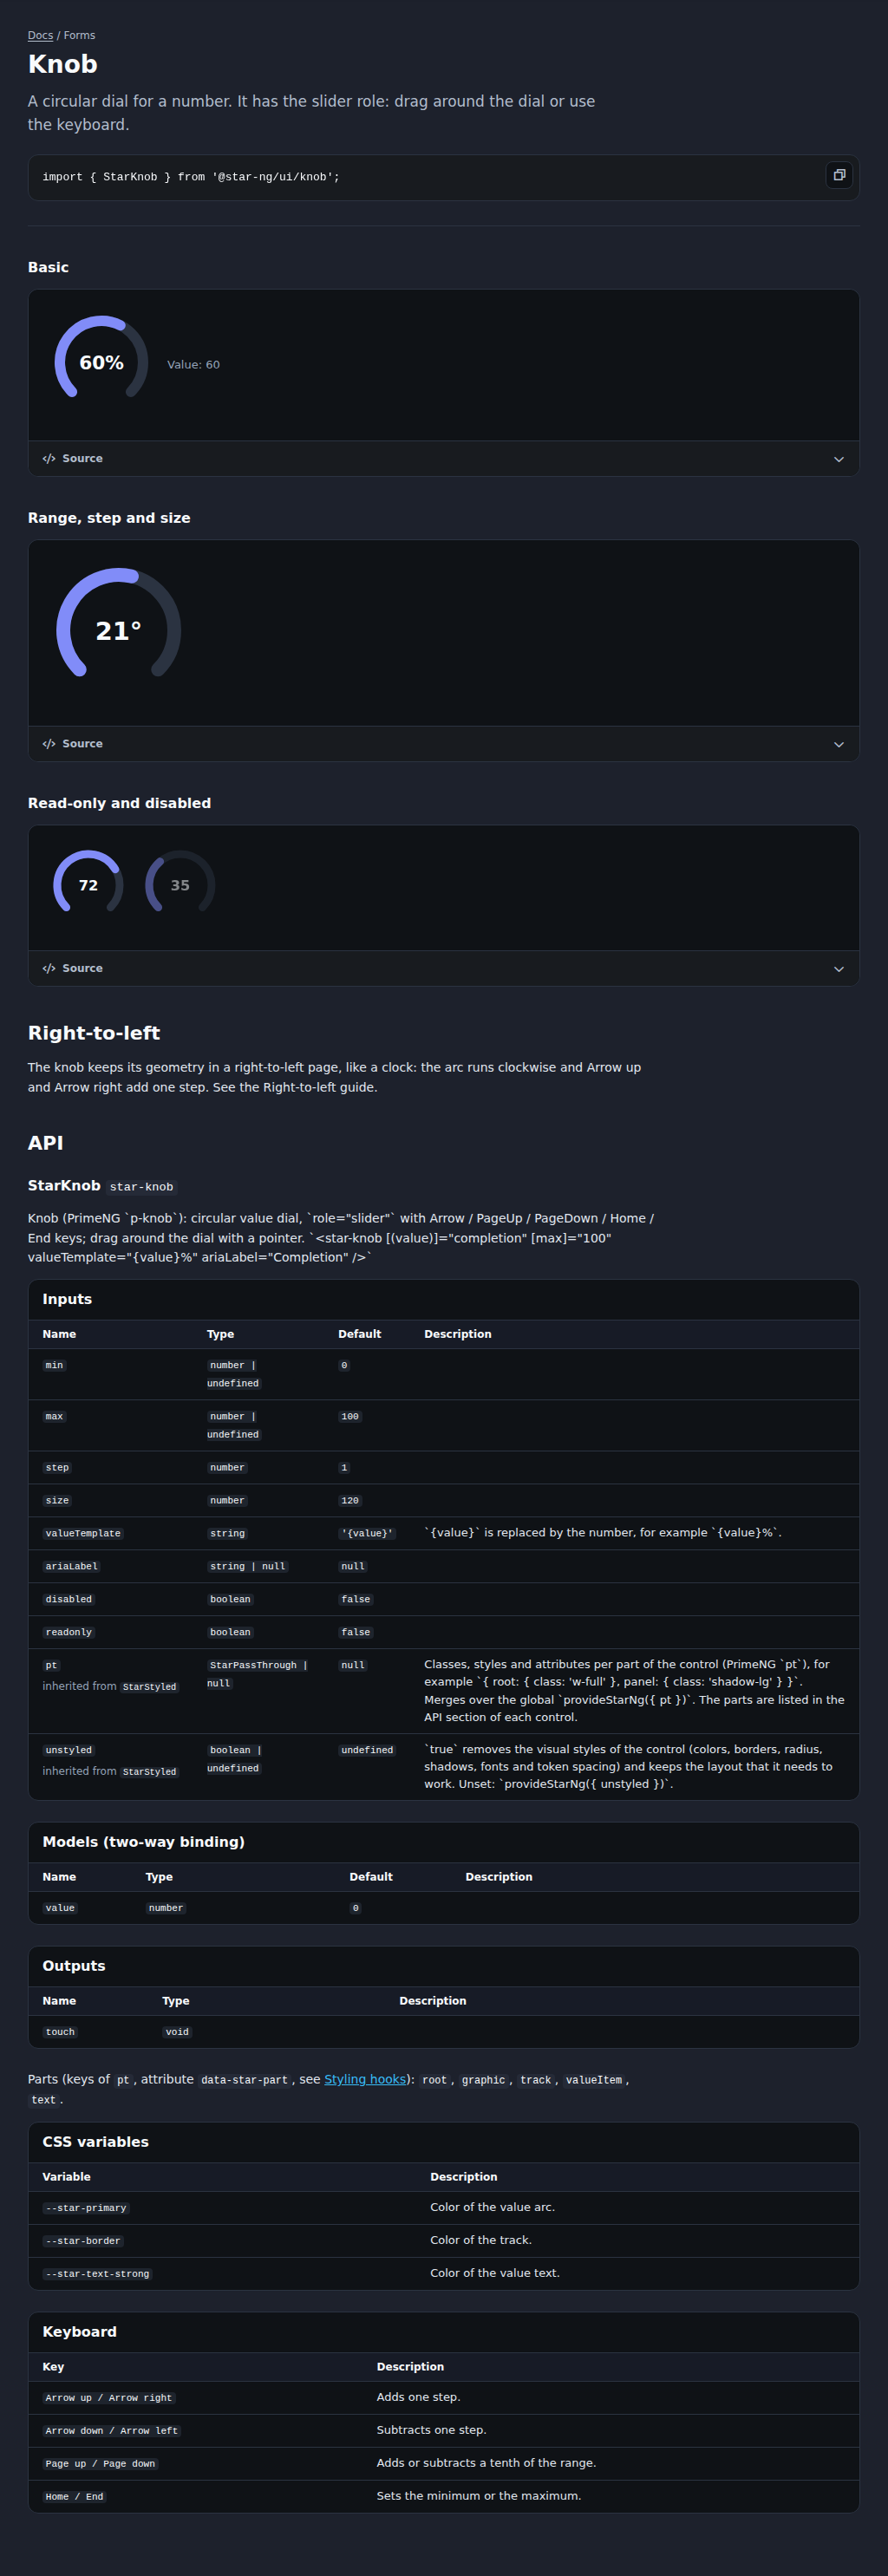 Docs / Forms
Knob
A circular dial for a number. It has the slider role: drag around the dial or use
the keyboard.
import { StarKnob } from '@star-ng/ui/knob';
Basic
60%
Value: 60
Source
Range, step and size
21°
Source
Read-only and disabled
72
35
Source
Right-to-left
The knob keeps its geometry in a right-to-left page, like a clock: the arc runs clockwise and Arrow up
and Arrow right add one step. See the Right-to-left guide.
API
StarKnob star-knob
Knob (PrimeNG `p-knob`): circular value dial, `role="slider"` with Arrow / PageUp / PageDown / Home /
End keys; drag around the dial with a pointer. `<star-knob [(value)]="completion" [max]="100"
valueTemplate="{value}%" ariaLabel="Completion" />`
Inputs
Name Type Default Description
min number | 0
undefined
max number | 100
undefined
step number 1
size number 120
valueTemplate string '{value}' `{value}` is replaced by the number, for example `{value}%`.
ariaLabel string | null null
disabled boolean false
readonly boolean false
pt StarPassThrough | null Classes, styles and attributes per part of the control (PrimeNG `pt`), for
inherited from StarStyled null example `{ root: { class: 'w-full' }, panel: { class: 'shadow-lg' } }`.
Merges over the global `provideStarNg({ pt })`. The parts are listed in the
API section of each control.
unstyled boolean | undefined `true` removes the visual styles of the control (colors, borders, radius,
inherited from StarStyled undefined shadows, fonts and token spacing) and keeps the layout that it needs to
work. Unset: `provideStarNg({ unstyled })`.
Models (two-way binding)
Name Type Default Description
value number 0
Outputs
Name Type Description
touch void
Parts (keys of pt, attribute data-star-part, see Styling hooks): root, graphic, track, valueItem,
text.
CSS variables
Variable Description
--star-primary Color of the value arc.
--star-border Color of the track.
--star-text-strong Color of the value text.
Keyboard
Key Description
Arrow up / Arrow right Adds one step.
Arrow down / Arrow left Subtracts one step.
Page up / Page down Adds or subtracts a tenth of the range.
Home / End Sets the minimum or the maximum.